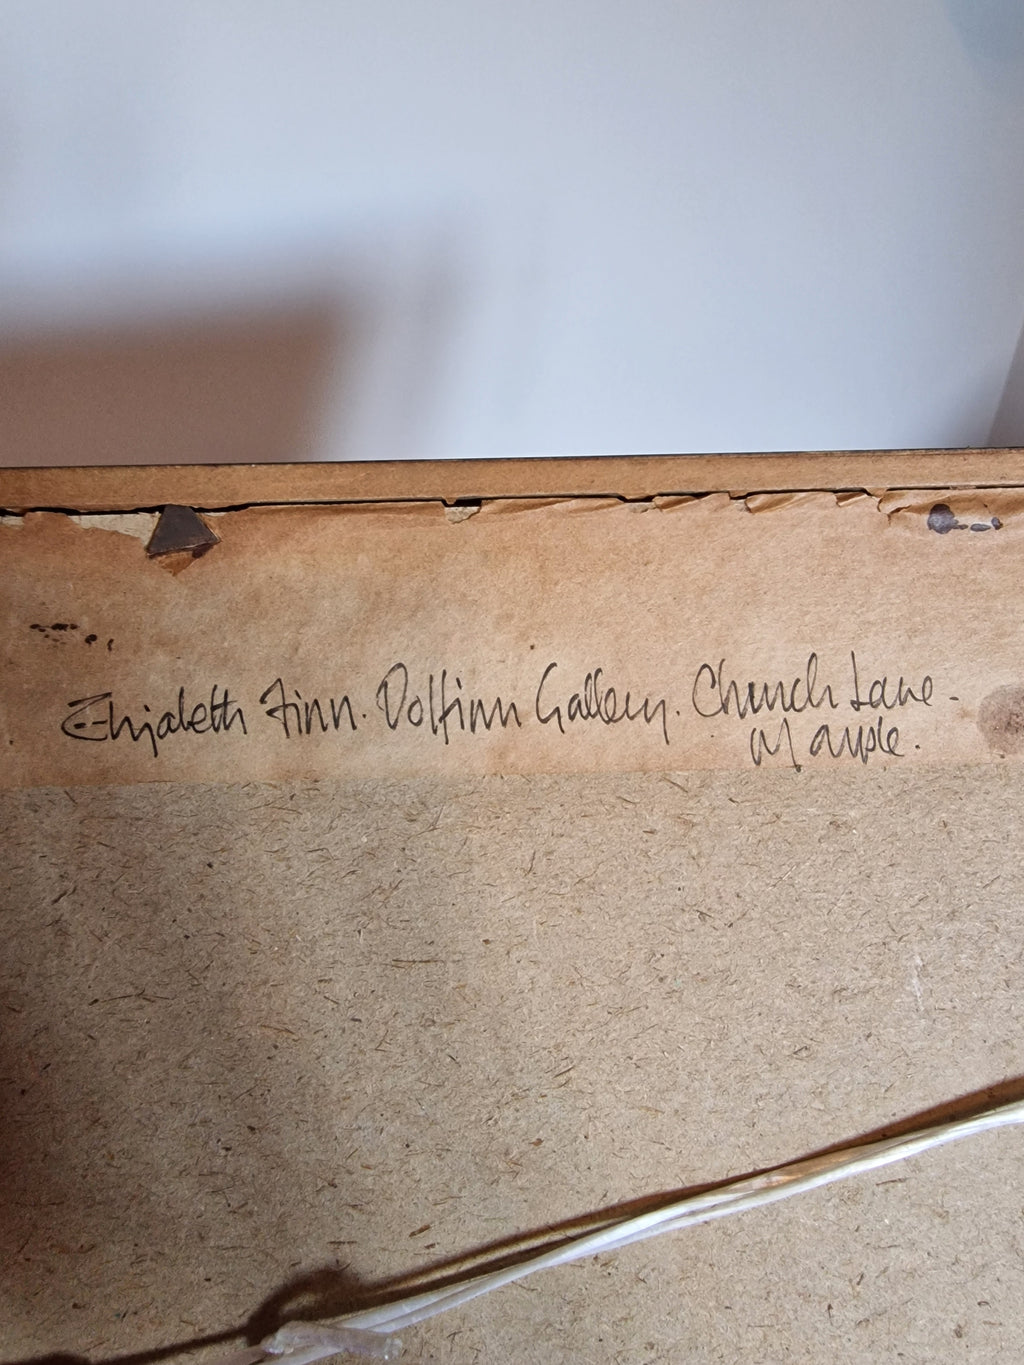 Elizabeth Finn. Dolfinn Gallery. Church Lane -
Marple.